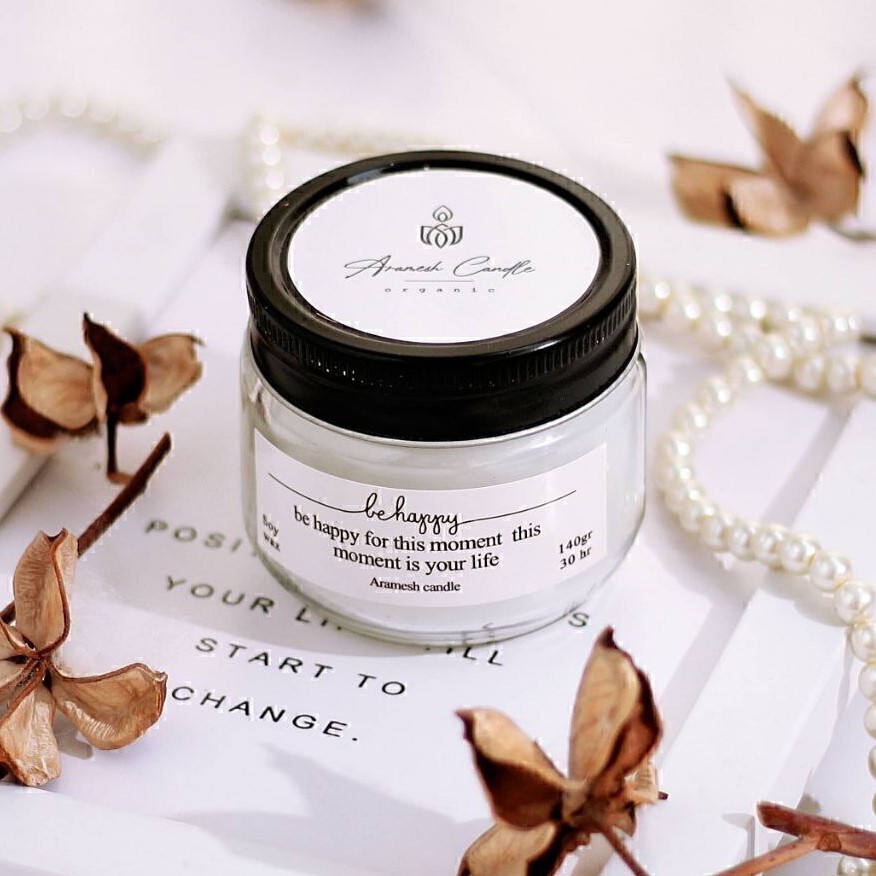 Aramesh Candle
organic
be happy
be happy for this moment this
moment is your life
Aramesh candle
Soy
wax
140gr
30 hr
YOUR
START TO
CHANGE.